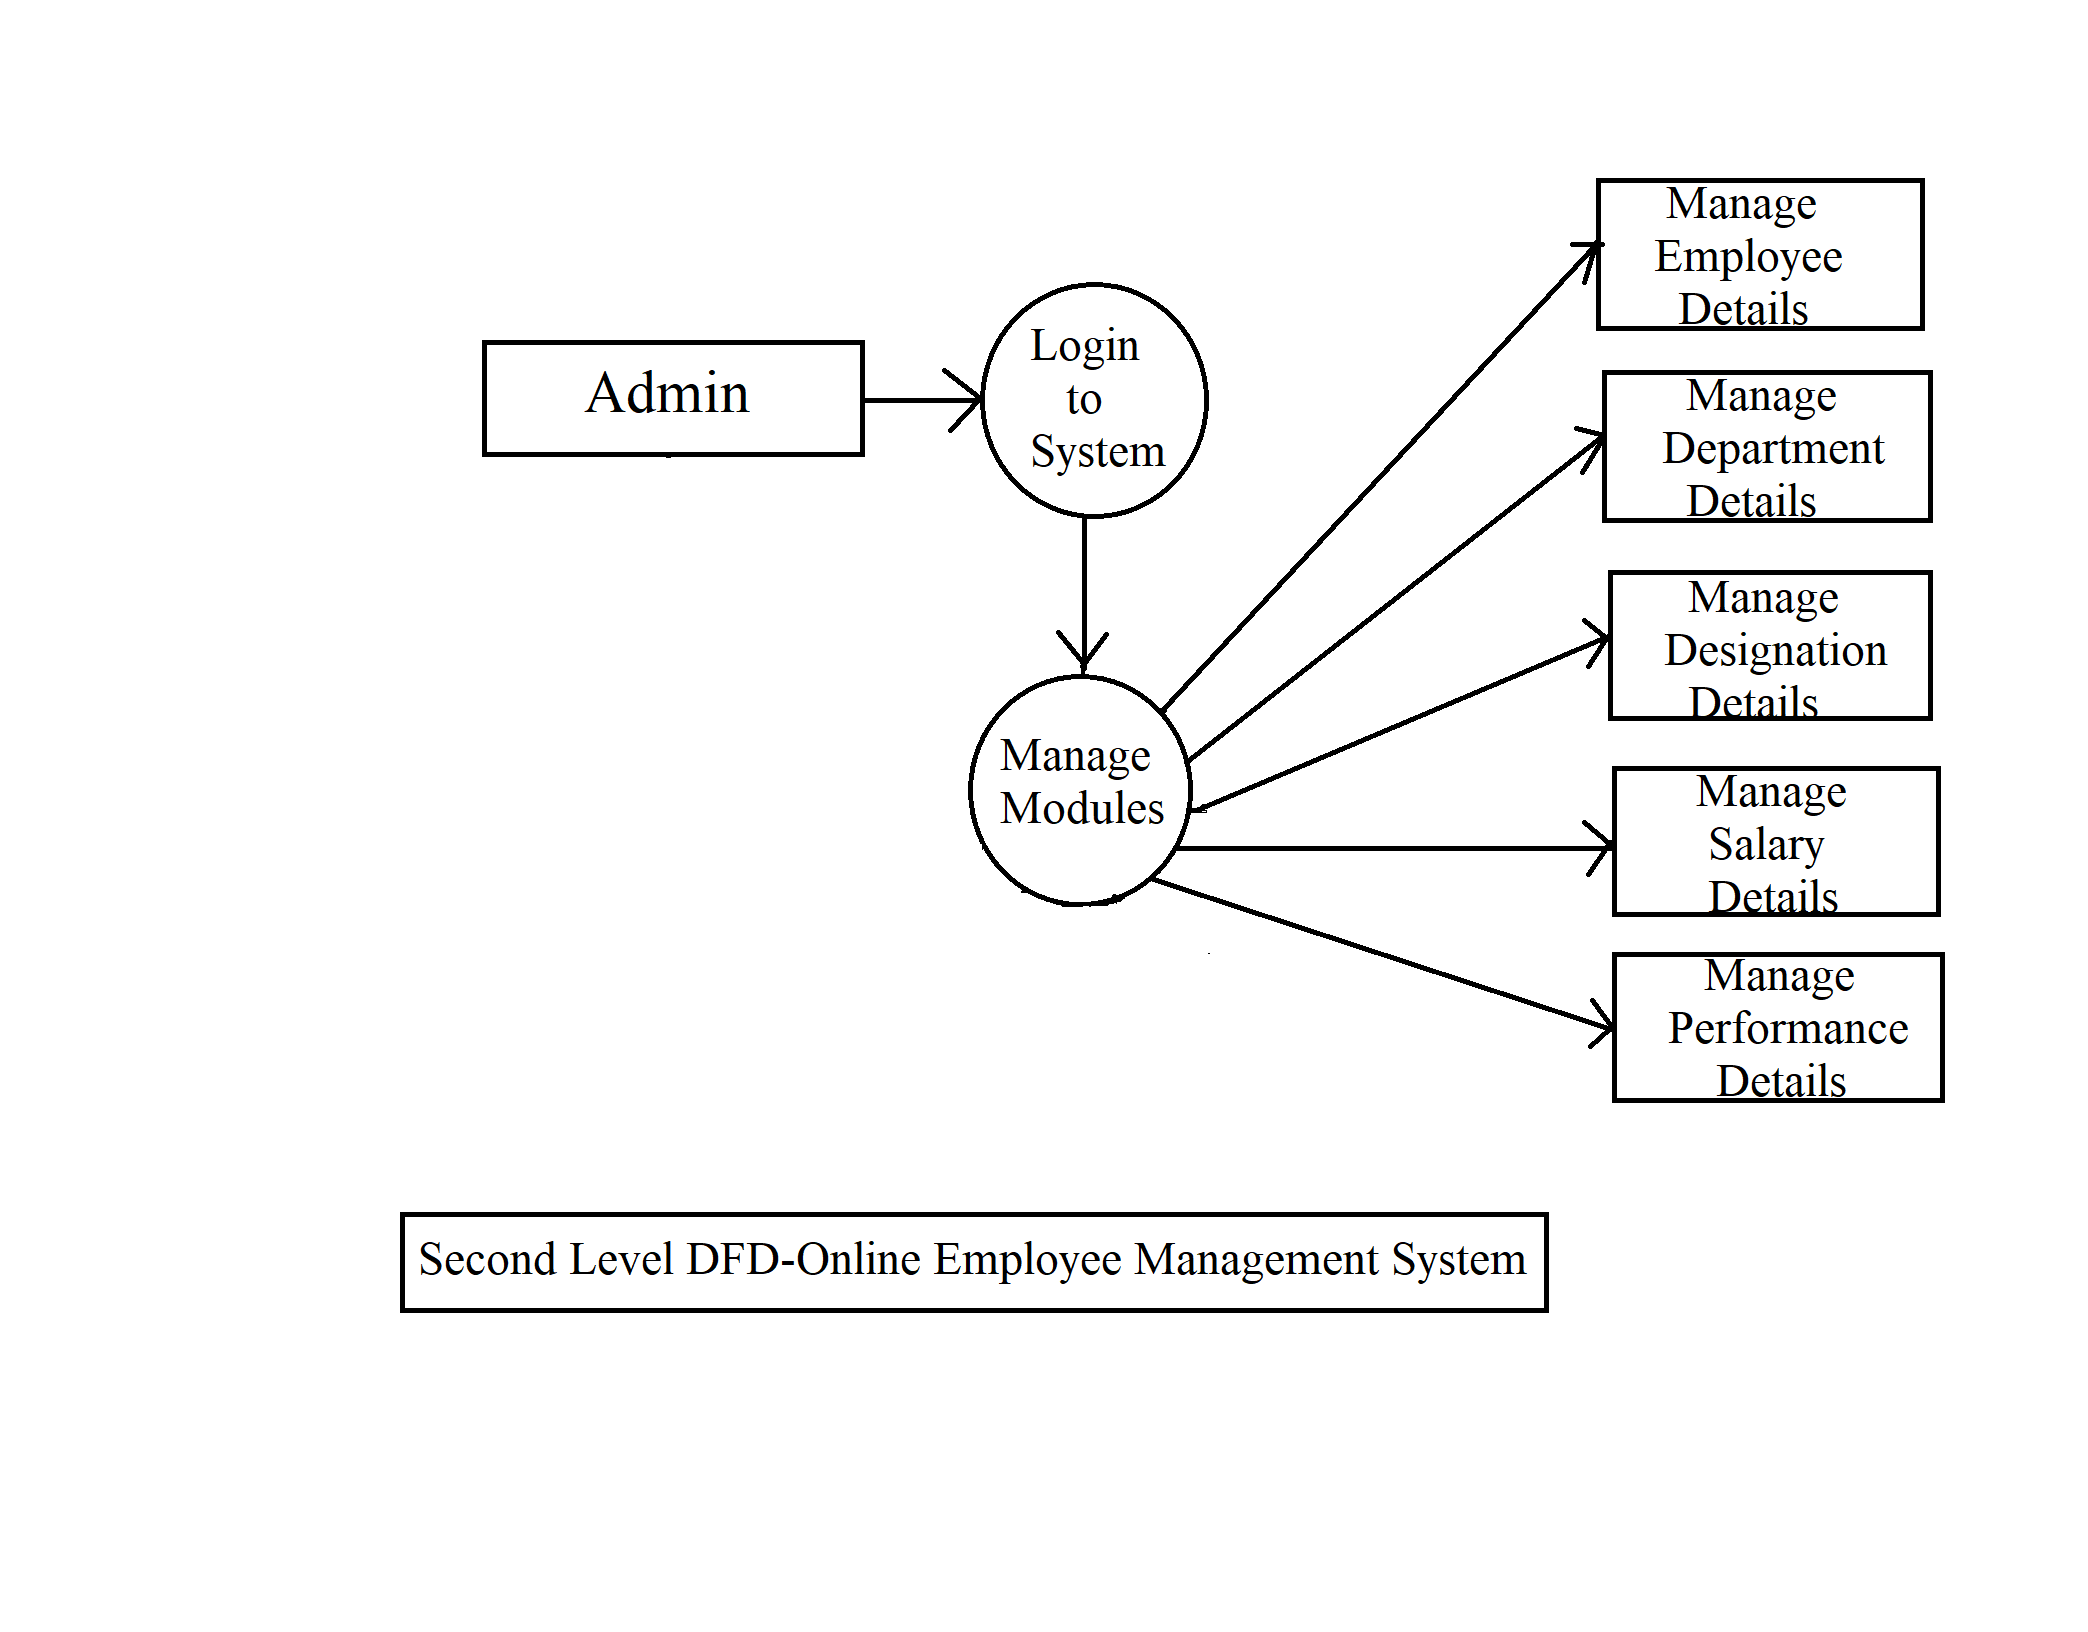 Admin
Login
to
System
Manage
Modules
Manage
Employee
Details
Manage
Department
Details
Manage
Designation
Details
Manage
Salary
Details
Manage
Performance
Details
Second Level DFD-Online Employee Management System